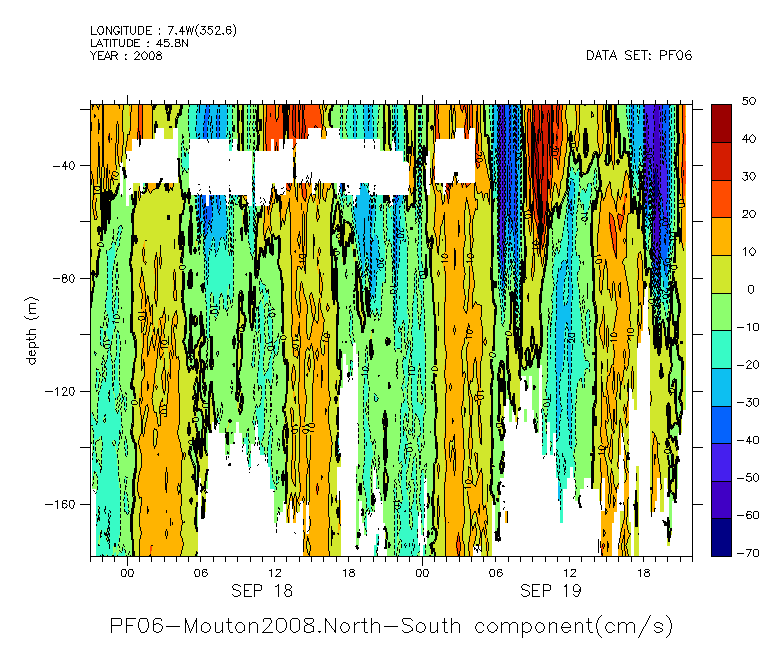 LONGITUDE : 7.4W(352.6)
LATITUDE : 45.8N
YEAR : 2008
DATA SET: PF06
depth (m)
−40
−80
−120
−160
00 06 12 18 00 06 12 18
SEP 18 SEP 19
50
40
30
20
10
0
−10
−20
−30
−40
−50
−60
−70
PF06−Mouton2008.North−South component(cm/s)